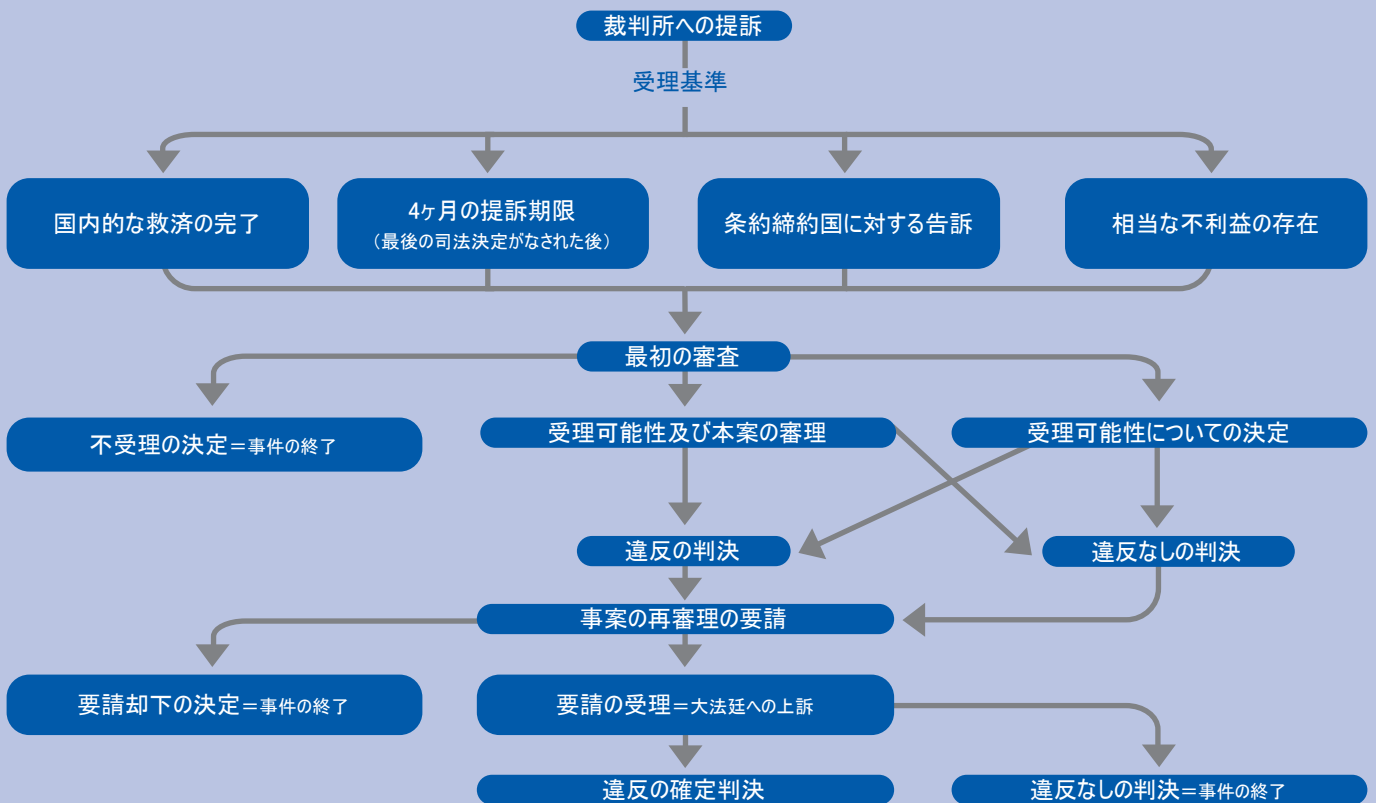 裁判所への提訴
受理基準
国内的な救済の完了
4ヶ月の提訴期限
（最後の司法決定がなされた後）
条約締約国に対する告訴
相当な不利益の存在
最初の審査
不受理の決定＝事件の終了
受理可能性及び本案の審理
受理可能性についての決定
違反の判決
違反なしの判決
事案の再審理の要請
要請却下の決定＝事件の終了
要請の受理＝大法廷への上訴
違反の確定判決
違反なしの判決＝事件の終了